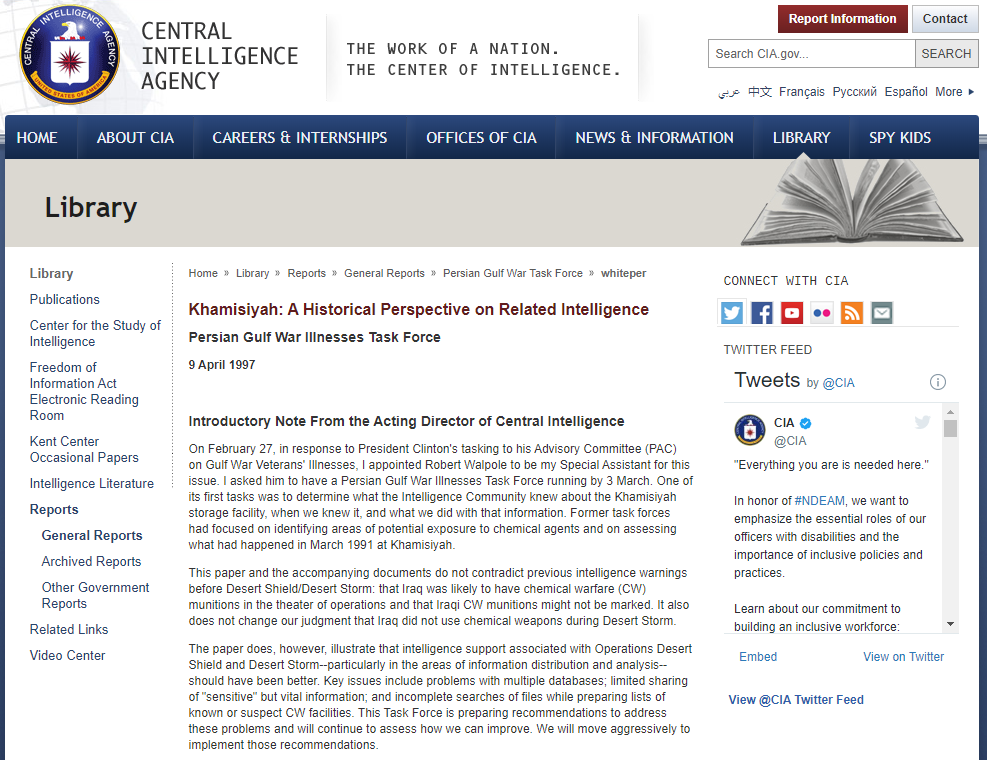 CENTRAL INTELLIGENCE AGENCY
UNITED STATES OF AMERICA
CENTRAL
INTELLIGENCE
AGENCY
THE WORK OF A NATION.
THE CENTER OF INTELLIGENCE.
Report Information
Contact
Search CIA.gov...
SEARCH
عربي 中文 Français Русский Español More
HOME ABOUT CIA CAREERS & INTERNSHIPS OFFICES OF CIA NEWS & INFORMATION LIBRARY SPY KIDS
Library
Library
Publications
Center for the Study of
Intelligence
Freedom of
Information Act
Electronic Reading
Room
Kent Center
Occasional Papers
Intelligence Literature
Reports
General Reports
Archived Reports
Other Government
Reports
Related Links
Video Center
Home » Library » Reports » General Reports » Persian Gulf War Task Force » whiteper
Khamisiyah: A Historical Perspective on Related Intelligence
Persian Gulf War Illnesses Task Force
9 April 1997
Introductory Note From the Acting Director of Central Intelligence
On February 27, in response to President Clinton's tasking to his Advisory Committee (PAC)
on Gulf War Veterans' Illnesses, I appointed Robert Walpole to be my Special Assistant for this
issue. I asked him to have a Persian Gulf War Illnesses Task Force running by 3 March. One of
its first tasks was to determine what the Intelligence Community knew about the Khamisiyah
storage facility, when we knew it, and what we did with that information. Former task forces
had focused on identifying areas of potential exposure to chemical agents and on assessing
what had happened in March 1991 at Khamisiyah.
This paper and the accompanying documents do not contradict previous intelligence warnings
before Desert Shield/Desert Storm: that Iraq was likely to have chemical warfare (CW)
munitions in the theater of operations and that Iraqi CW munitions might not be marked. It also
does not change our judgment that Iraq did not use chemical weapons during Desert Storm.
The paper does, however, illustrate that intelligence support associated with Operations Desert
Shield and Desert Storm--particularly in the areas of information distribution and analysis--
should have been better. Key issues include problems with multiple databases; limited sharing
of "sensitive" but vital information; and incomplete searches of files while preparing lists of
known or suspect CW facilities. This Task Force is preparing recommendations to address
these problems and will continue to assess how we can improve. We will move aggressively to
implement those recommendations.
CONNECT WITH CIA
TWITTER FEED
Tweets by @CIA
CIA
@CIA
"Everything you are is needed here."
In honor of #NDEAM, we want to
emphasize the essential roles of our
officers with disabilities and the
importance of inclusive policies and
practices.
Learn about our commitment to
building an inclusive workforce:
Embed
View on Twitter
View @CIA Twitter Feed